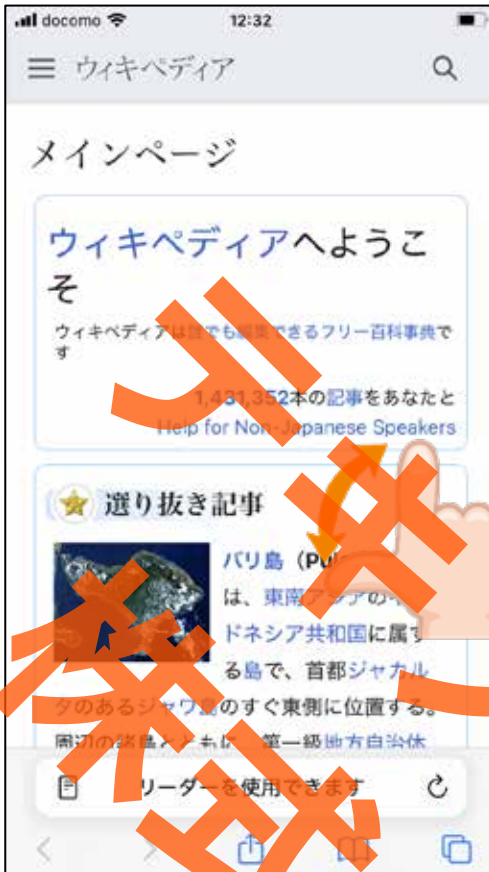 docomo 12:32
ウィキペディア
メインページ
ウィキペディアへようこ
そ
ウィキペディアは誰でも編集できるフリー百科事典で
す
1,431,352本の記事をあなたと
Help for Non-Japanese Speakers
選り抜き記事
バリ島（Pul
は、東南アジアのイ
ドネシア共和国に属す
る島で、首都ジャカル
タのあるジャワ島のすぐ東側に位置する。
周辺の諸島とともに、第一級地方自治体
リーダーを使用できます
株式